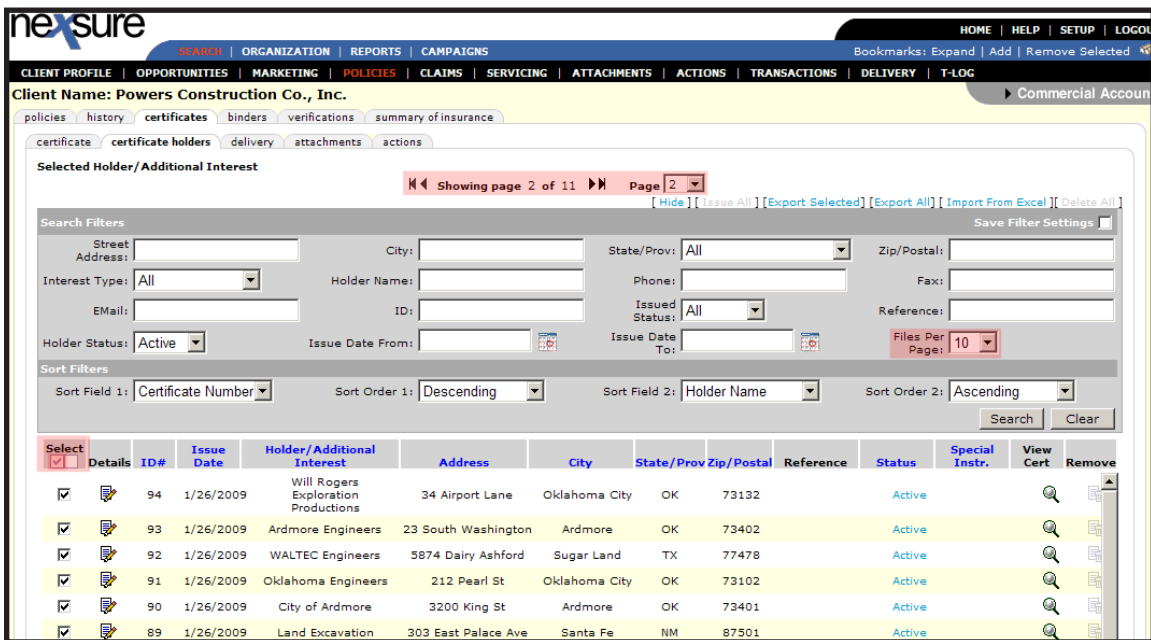 nexsure
HOME | HELP | SETUP | LOGOU
SEARCH | ORGANIZATION | REPORTS | CAMPAIGNS
Bookmarks: Expand | Add | Remove Selected
CLIENT PROFILE | OPPORTUNITIES | MARKETING | POLICIES | CLAIMS | SERVICING | ATTACHMENTS | ACTIONS | TRANSACTIONS | DELIVERY | T-LOG
Client Name: Powers Construction Co., Inc.
Commercial Accoun
policies history certificates binders verifications summary of insurance
certificate certificate holders delivery attachments actions
Selected Holder/Additional Interest
Showing page 2 of 11 Page 2
[ Hide ] [ Issue All ] [Export Selected] [Export All] [ Import From Excel ][ Delete All ]
Search Filters Save Filter Settings
Street Address: City: State/Prov: All Zip/Postal:
Interest Type: All Holder Name: Phone: Fax:
EMail: ID: Issued Status: All Reference:
Holder Status: Active Issue Date From: Issue Date To: Files Per Page: 10
Sort Filters
Sort Field 1: Certificate Number Sort Order 1: Descending Sort Field 2: Holder Name Sort Order 2: Ascending
Search Clear
Select Details ID# Issue Date Holder/Additional Interest Address City State/Prov Zip/Postal Reference Status Special Instr. View Cert Remove
94 1/26/2009 Will Rogers Exploration Productions 34 Airport Lane Oklahoma City OK 73132 Active
93 1/26/2009 Ardmore Engineers 23 South Washington Ardmore OK 73402 Active
92 1/26/2009 WALTEC Engineers 5874 Dairy Ashford Sugar Land TX 77478 Active
91 1/26/2009 Oklahoma Engineers 212 Pearl St Oklahoma City OK 73102 Active
90 1/26/2009 City of Ardmore 3200 King St Ardmore OK 73401 Active
89 1/26/2009 Land Excavation 303 East Palace Ave Santa Fe NM 87501 Active